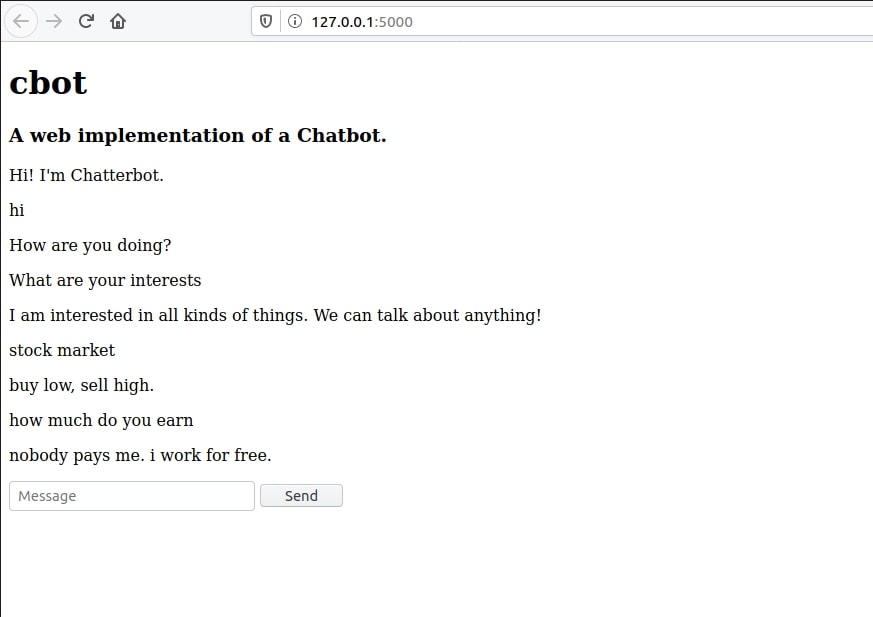 127.0.0.1:5000
cbot
A web implementation of a Chatbot.
Hi! I'm Chatterbot.
hi
How are you doing?
What are your interests
I am interested in all kinds of things. We can talk about anything!
stock market
buy low, sell high.
how much do you earn
nobody pays me. i work for free.
Message Send